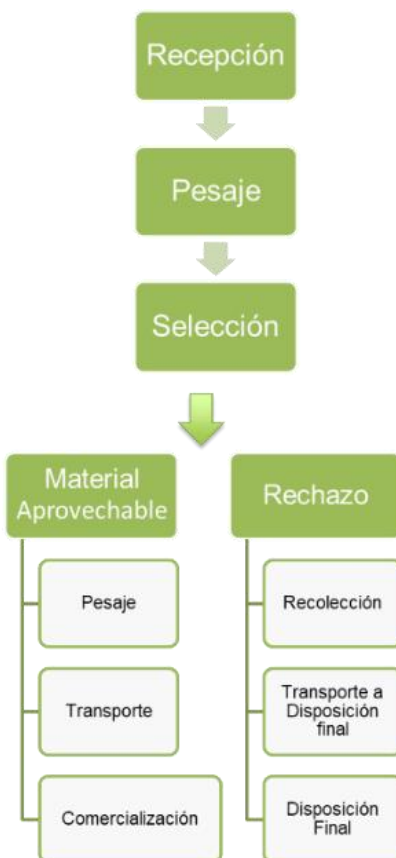 Recepción
Pesaje
Selección
Material
Aprovechable
Pesaje
Transporte
Comercialización
Rechazo
Recolección
Transporte a
Disposición
final
Disposición
Final